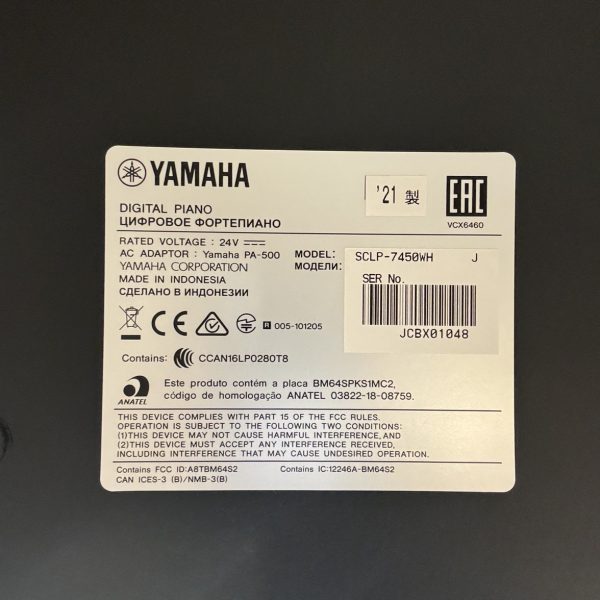 YAMAHA
'21 製
EAC
VCX6460
DIGITAL PIANO
ЦИФРОВОЕ ФОРТЕПИАНО
RATED VOLTAGE : 24V
AC ADAPTOR : Yamaha PA-500
YAMAHA CORPORATION
MADE IN INDONESIA
СДЕЛАНО В ИНДОНЕЗИИ
MODEL:
МОДЕЛИ:
SCLP-7450WH J
SER No.
JCBX01048
CE
R 005-101205
Contains: CCAN16LP0280T8
ANATEL
Este produto contém a placa BM64SPKS1MC2,
código de homologação ANATEL 03822-18-08759.
THIS DEVICE COMPLIES WITH PART 15 OF THE FCC RULES.
OPERATION IS SUBJECT TO THE FOLLOWING TWO CONDITIONS:
(1)THIS DEVICE MAY NOT CAUSE HARMFUL INTERFERENCE,AND
(2)THIS DEVICE MUST ACCEPT ANY INTERFERENCE RECEIVED,
INCLUDING INTERFERENCE THAT MAY CAUSE UNDESIRED OPERATION.
Contains FCC ID:A8TBM64S2 Contains IC:12246A-BM64S2
CAN ICES-3 (B)/NMB-3(B)